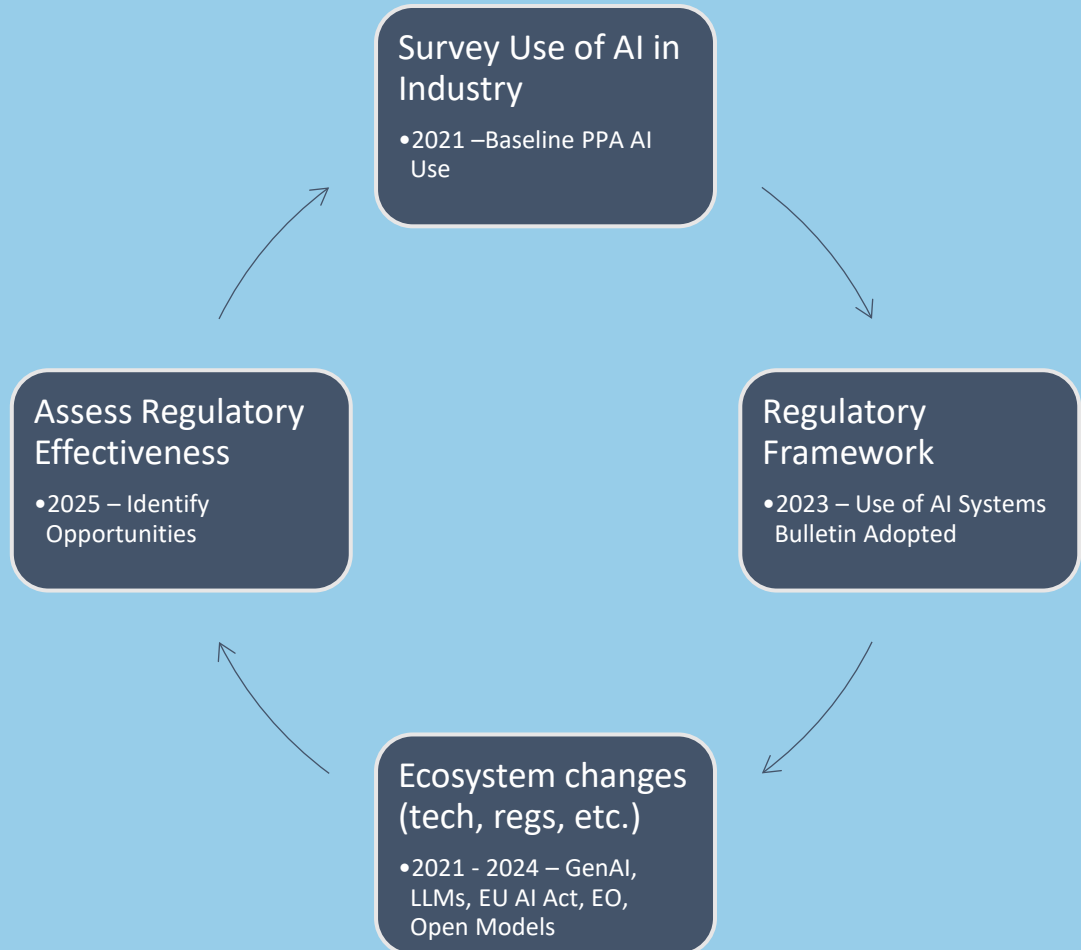 Survey Use of AI in
Industry
•2021 –Baseline PPA AI
Use
Regulatory
Framework
•2023 – Use of AI Systems
Bulletin Adopted
Ecosystem changes
(tech, regs, etc.)
•2021 - 2024 – GenAI,
LLMs, EU AI Act, EO,
Open Models
Assess Regulatory
Effectiveness
•2025 – Identify
Opportunities